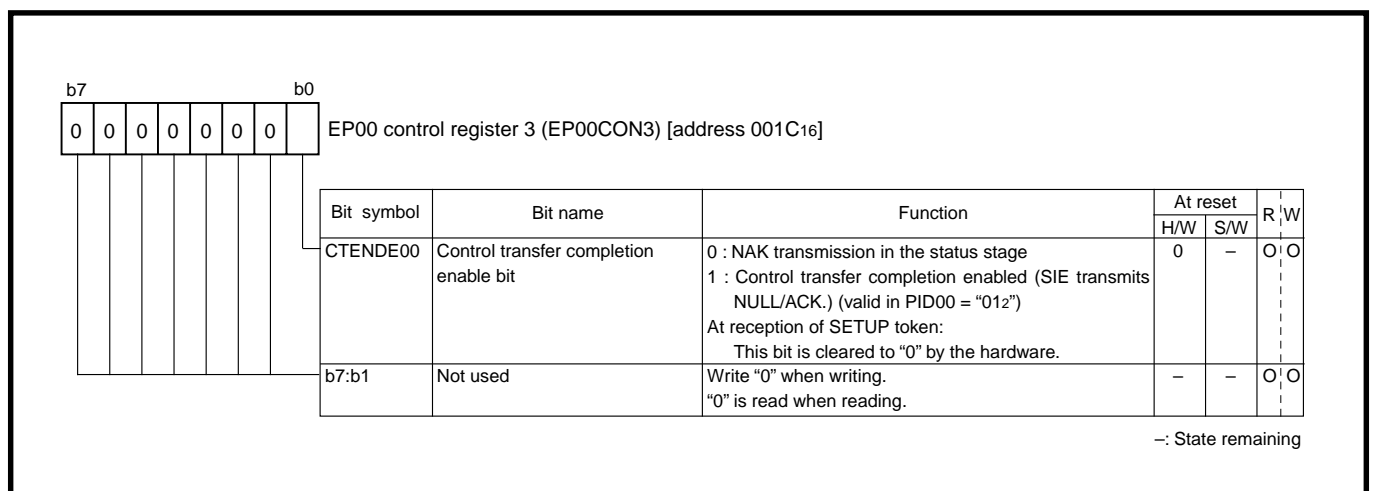 b7 b0
0 0 0 0 0 0 0
EP00 control register 3 (EP00CON3) [address 001C16]
Bit symbol Bit name Function At reset R W
H/W S/W
CTENDE00 Control transfer completion 0 : NAK transmission in the status stage 0 – O O
enable bit 1 : Control transfer completion enabled (SIE transmits
NULL/ACK.) (valid in PID00 = “012”)
At reception of SETUP token:
This bit is cleared to “0” by the hardware.
b7:b1 Not used Write “0” when writing. – – O O
“0” is read when reading.
–: State remaining